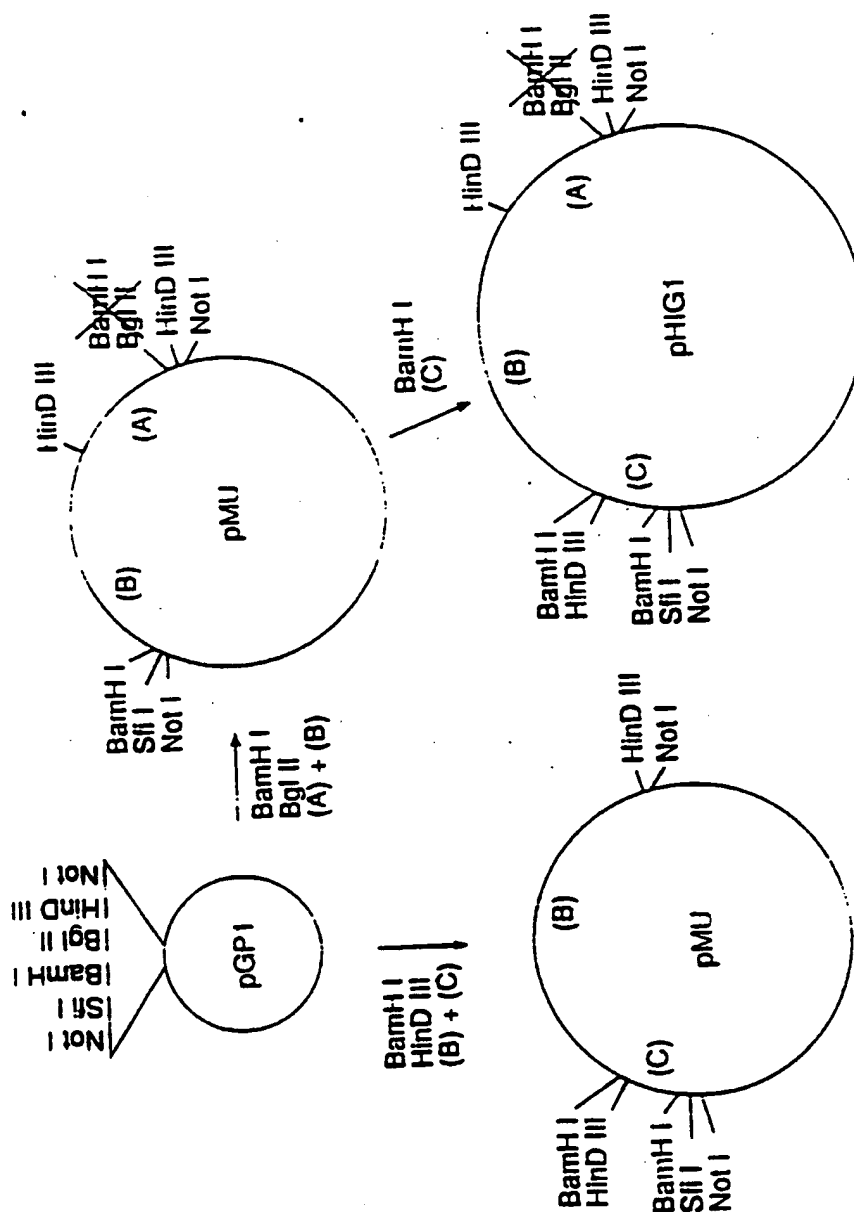 Not I
Sfi I
BamH I
Bgl II
HinD III
Not I
pGP1
BamH I
Bgl II
(A) + (B)
BamH I
Sfi I
Not I
(B)
HinD III
(A)
BamH I
Bgl II
HinD III
Not I
pMU
BamH I
HinD III
(B) + (C)
BamH I
(C)
BamH I
HinD III
(C)
BamH I
Sfi I
Not I
(B)
HinD III
Not I
pMU
BamH I
HinD III
(C)
BamH I
Sfi I
Not I
(B)
HinD III
(A)
BamH I
Bgl II
HinD III
Not I
pHIG1